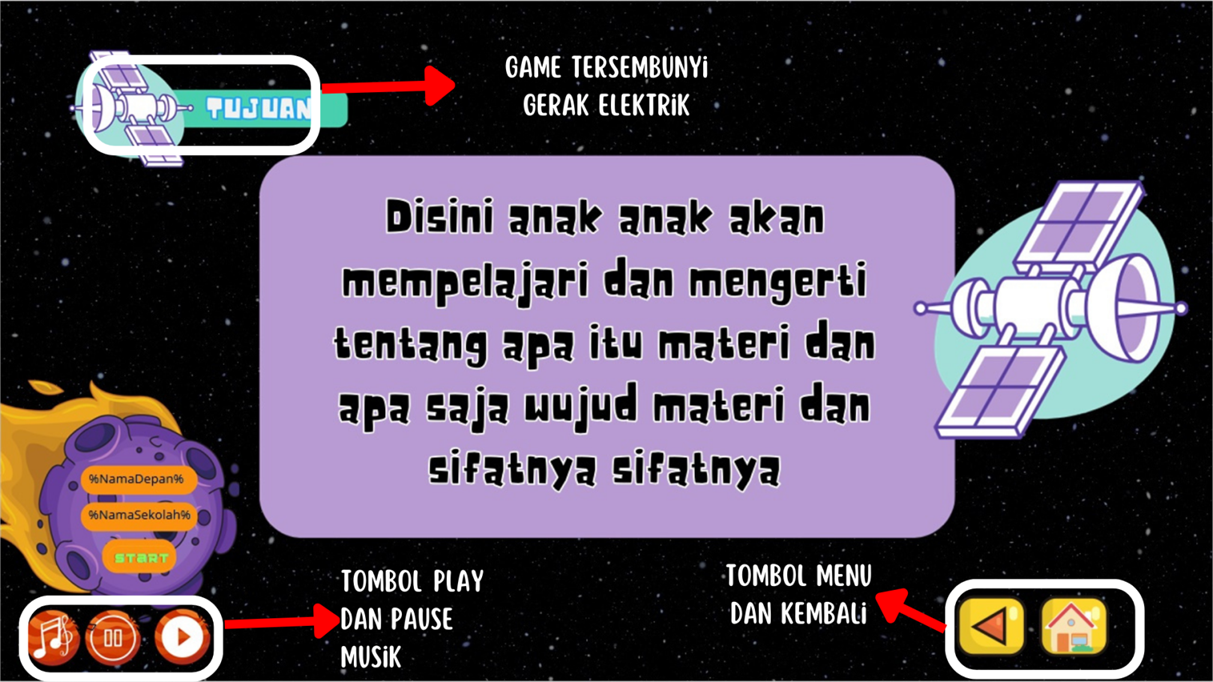 GAME TERSEMBUNYI
GERAK ELEKTRIK
TUJUAN
Disini anak anak akan
mempelajari dan mengerti
tentang apa itu materi dan
apa saja wujud materi dan
sifatnya sifatnya
%NamaDepan%
%NamaSekolah%
START
TOMBOL PLAY
DAN PAUSE
MUSIK
TOMBOL MENU
DAN KEMBALI